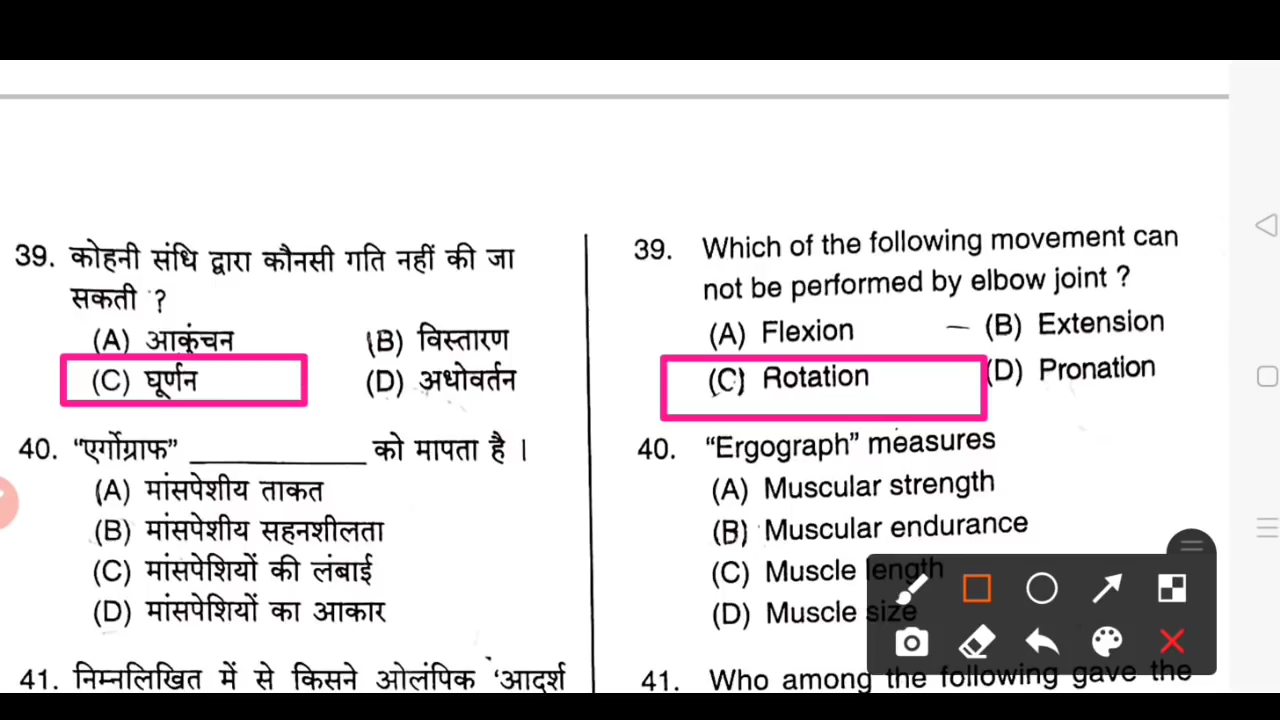 39. कोहनी संधि द्वारा कौनसी गति नहीं की जा
सकती ?
(A) आकुंचन (B) विस्तारण
(C) घूर्णन (D) अधोवर्तन
40. “एर्गोग्राफ” ____________ को मापता है ।
(A) मांसपेशीय ताकत
(B) मांसपेशीय सहनशीलता
(C) मांसपेशियों की लंबाई
(D) मांसपेशियों का आकार
41. निम्नलिखित में से किसने ओलंपिक ‘आदर्श
39. Which of the following movement can
not be performed by elbow joint ?
(A) Flexion (B) Extension
(C) Rotation (D) Pronation
40. “Ergograph” measures
(A) Muscular strength
(B) Muscular endurance
(C) Muscle length
(D) Muscle size
41. Who among the following gave the